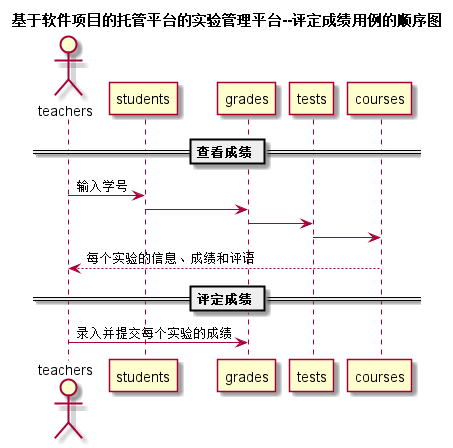 基于软件项目的托管平台的实验管理平台--评定成绩用例的顺序图
teachers
students
grades
tests
courses
查看成绩
输入学号
每个实验的信息、成绩和评语
评定成绩
录入并提交每个实验的成绩
teachers
students
grades
tests
courses